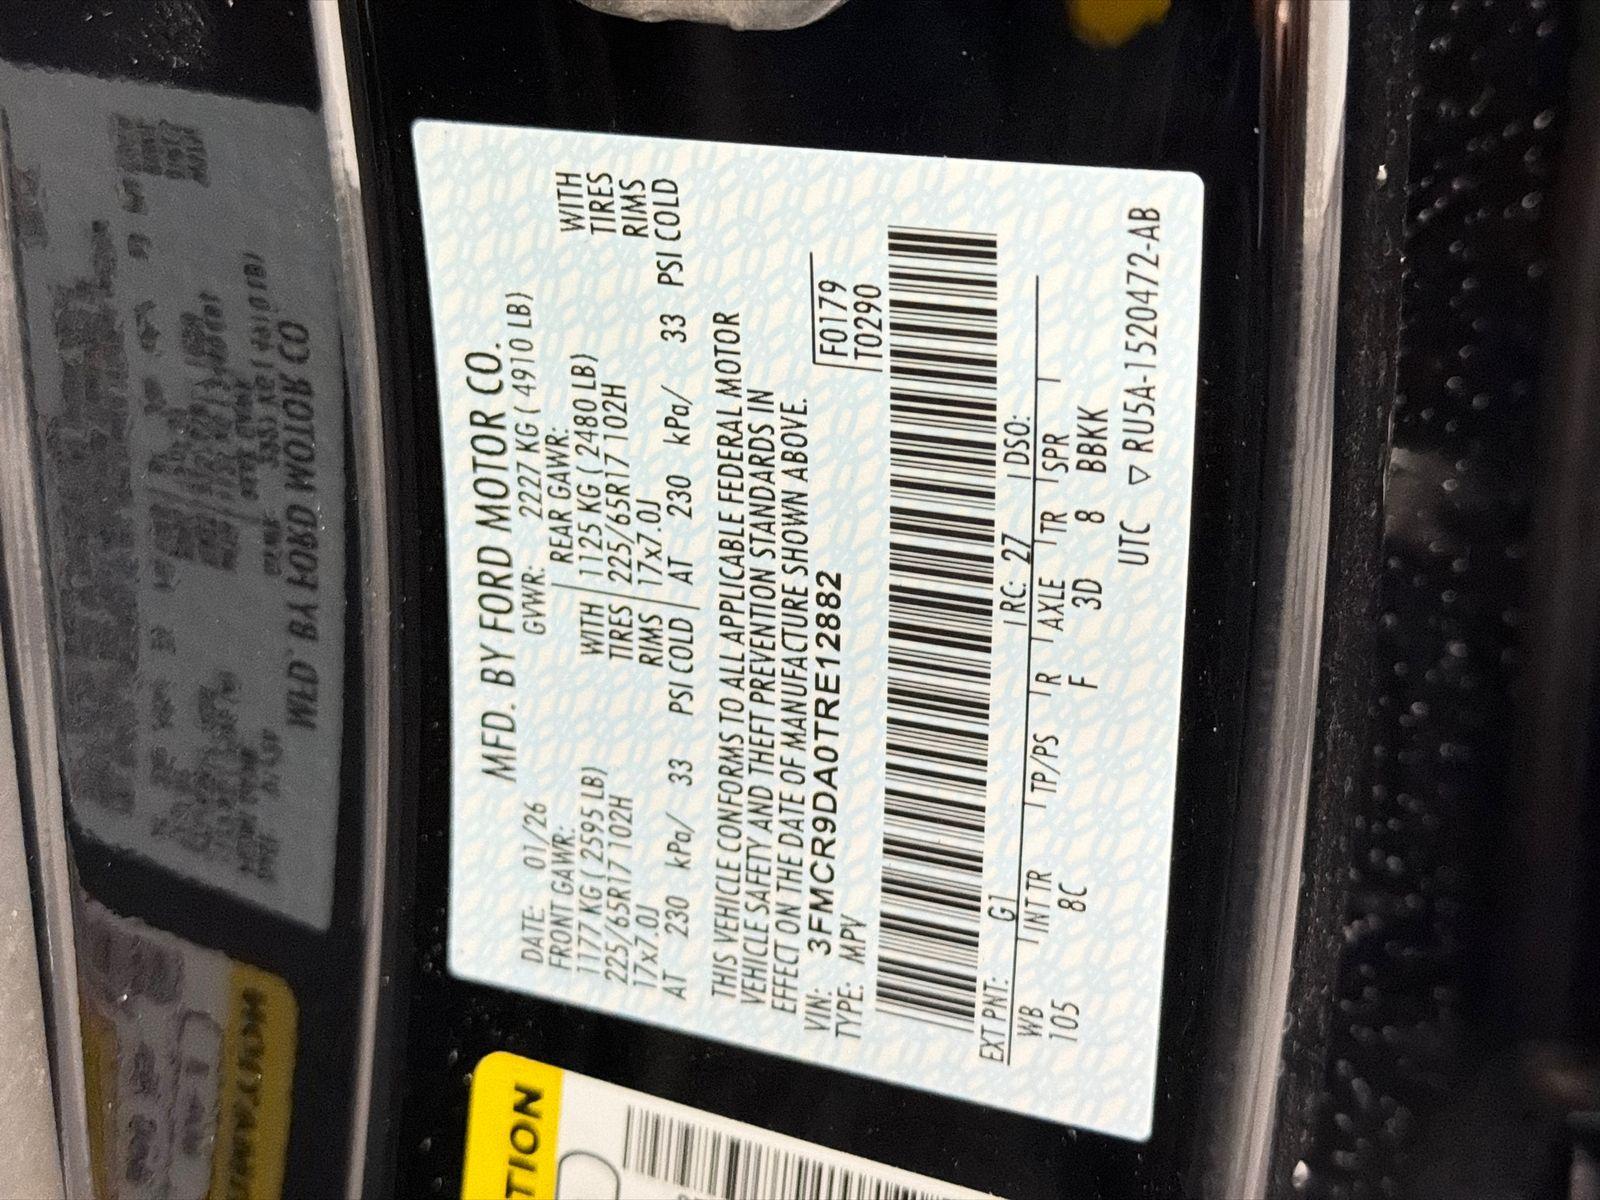 MFD. BY FORD MOTOR CO.
DATE: 01/26 GVWR: 2227 KG ( 4910 LB)
FRONT GAWR: REAR GAWR: WITH
1177 KG ( 2595 LB) WITH 1125 KG ( 2480 LB) TIRES
225/65R17 102H TIRES 225/65R17 102H RIMS
17x7.0J RIMS 17x7.0J
AT 230 kPa/ 33 PSI COLD AT 230 kPa/ 33 PSI COLD
THIS VEHICLE CONFORMS TO ALL APPLICABLE FEDERAL MOTOR
VEHICLE SAFETY AND THEFT PREVENTION STANDARDS IN
EFFECT ON THE DATE OF MANUFACTURE SHOWN ABOVE.
VIN: 3FMCR9DA0TRE12882 F0179
TYPE: MPV T0290
EXT PNT: G1 RC: 27 DSO:
WB INT TR TP/PS R AXLE TR SPR
105 8C F 3D 8 BBKK
UTC ▽ RU5A-1520472-AB
TION